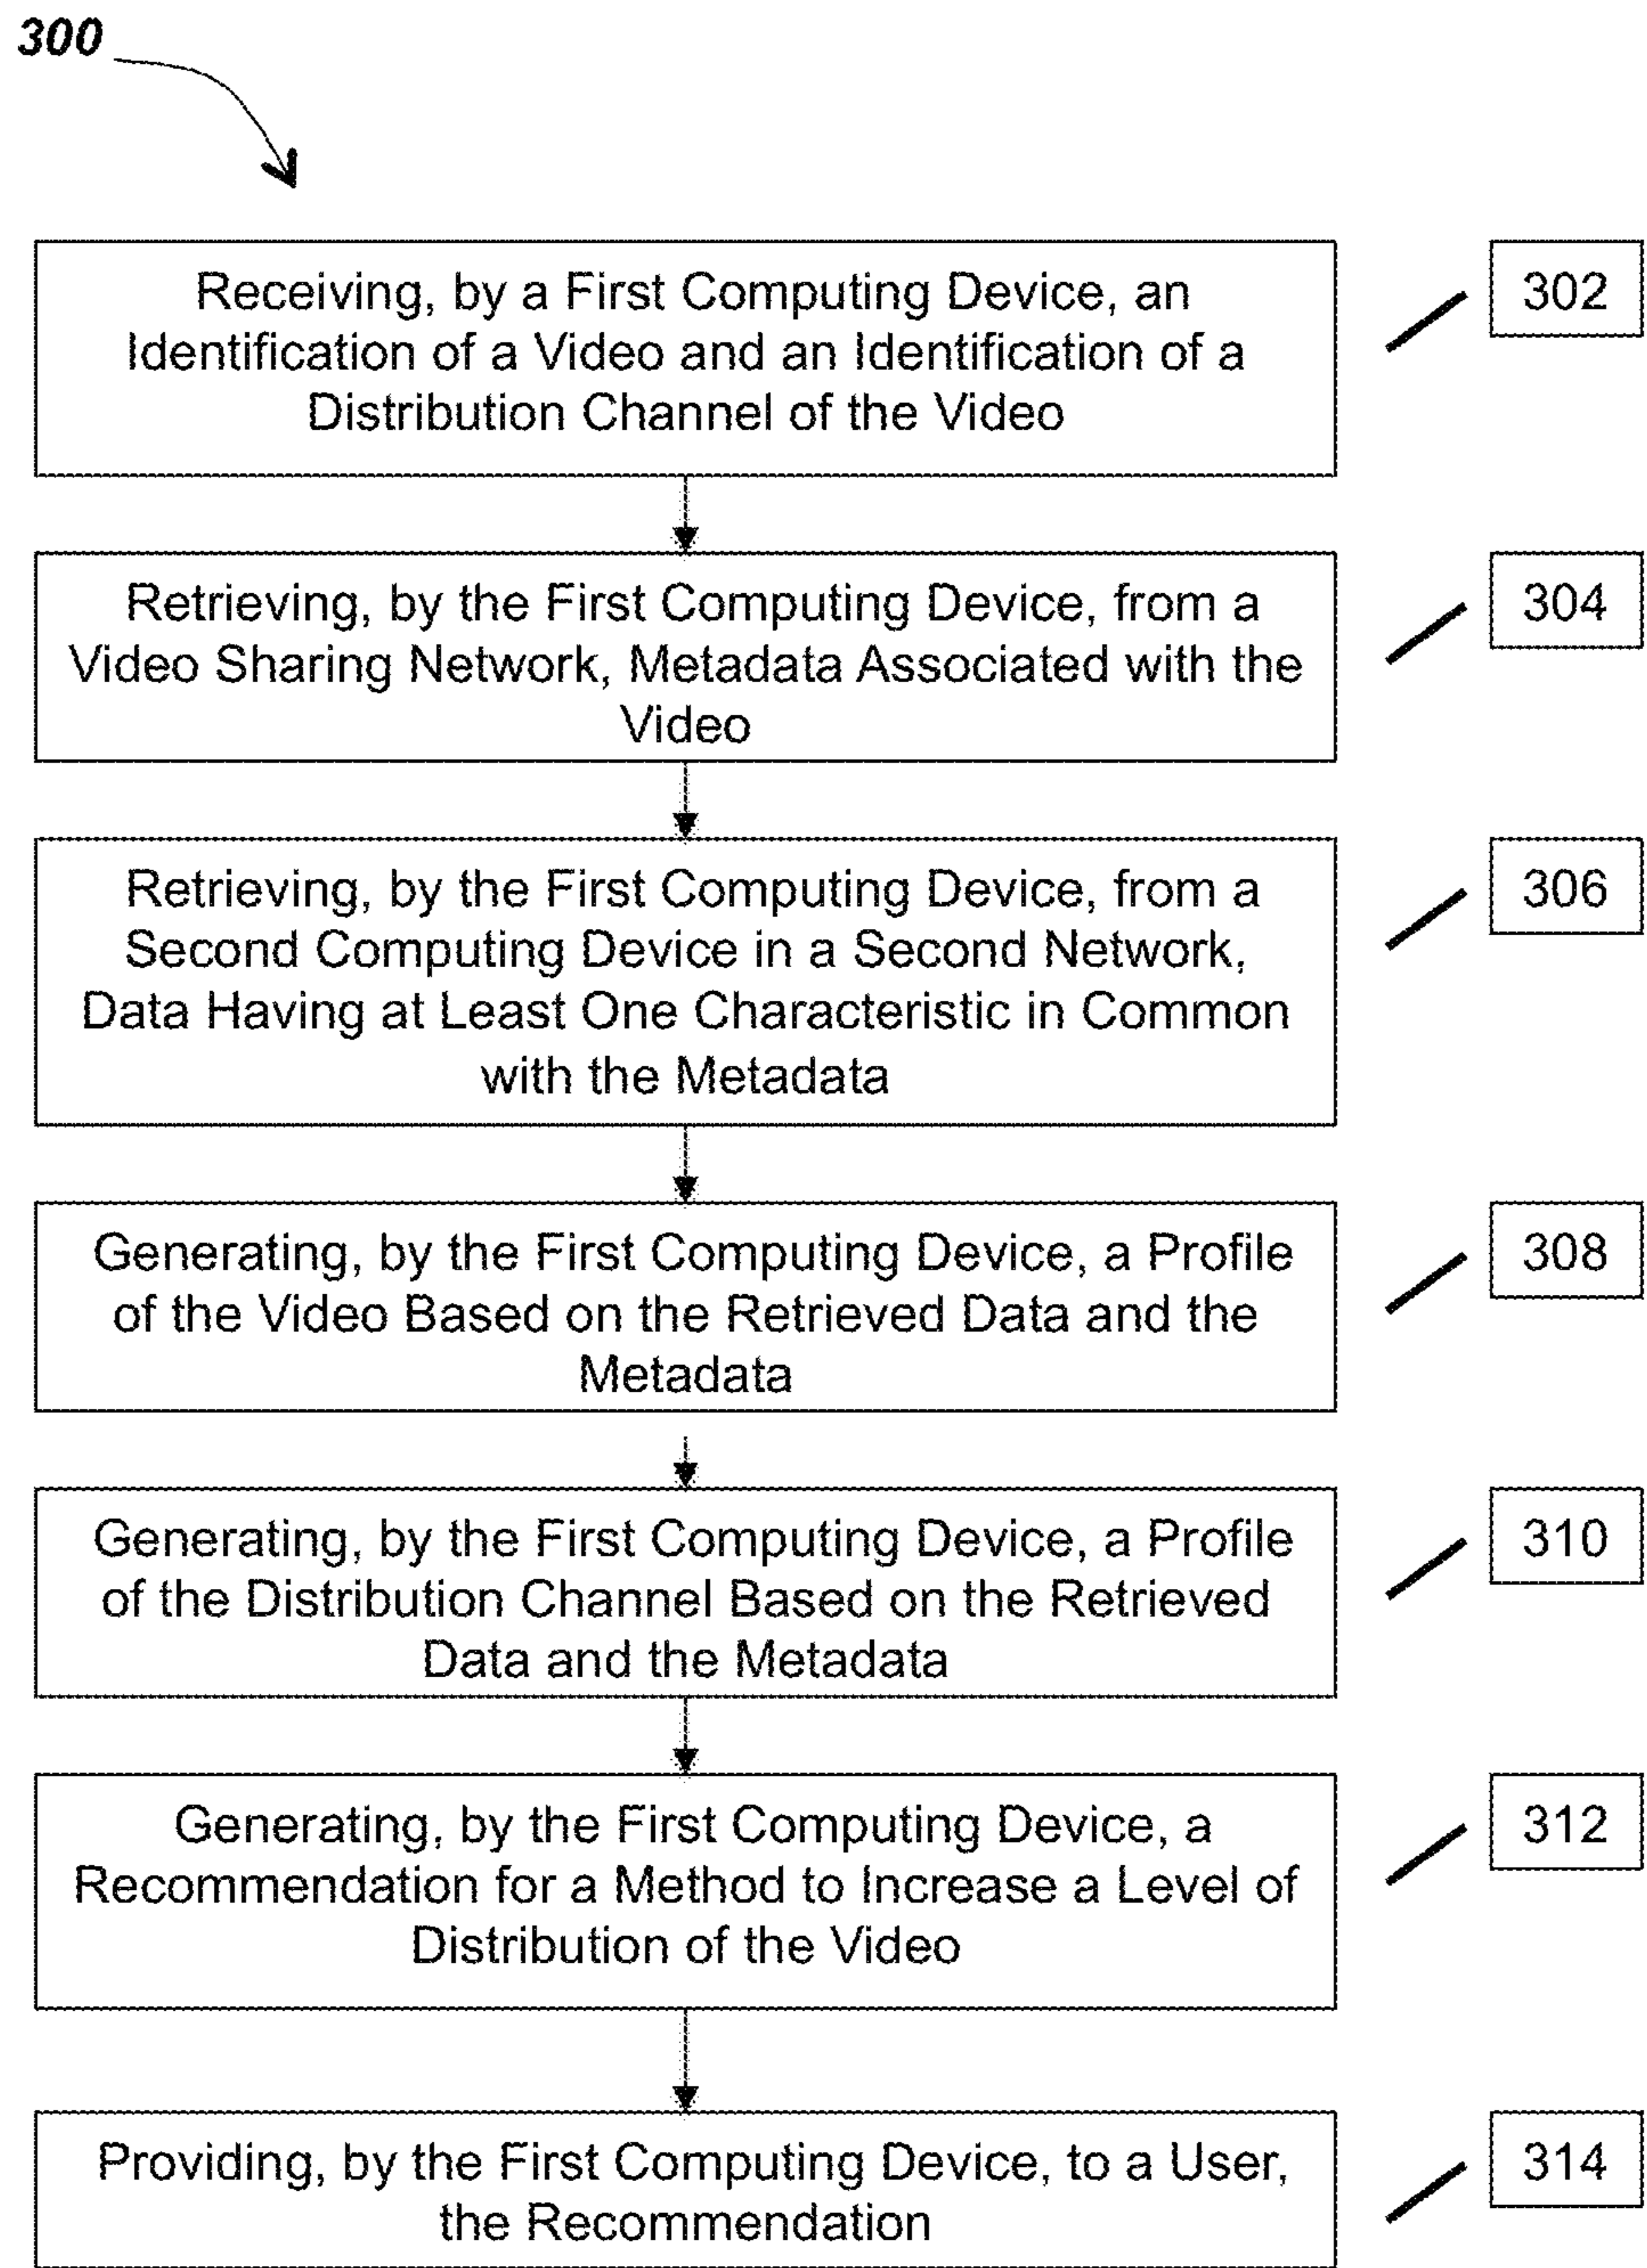 300
Receiving, by a First Computing Device, an
Identification of a Video and an Identification of a
Distribution Channel of the Video
302
Retrieving, by the First Computing Device, from a
Video Sharing Network, Metadata Associated with the
Video
304
Retrieving, by the First Computing Device, from a
Second Computing Device in a Second Network,
Data Having at Least One Characteristic in Common
with the Metadata
306
Generating, by the First Computing Device, a Profile
of the Video Based on the Retrieved Data and the
Metadata
308
Generating, by the First Computing Device, a Profile
of the Distribution Channel Based on the Retrieved
Data and the Metadata
310
Generating, by the First Computing Device, a
Recommendation for a Method to Increase a Level of
Distribution of the Video
312
Providing, by the First Computing Device, to a User,
the Recommendation
314